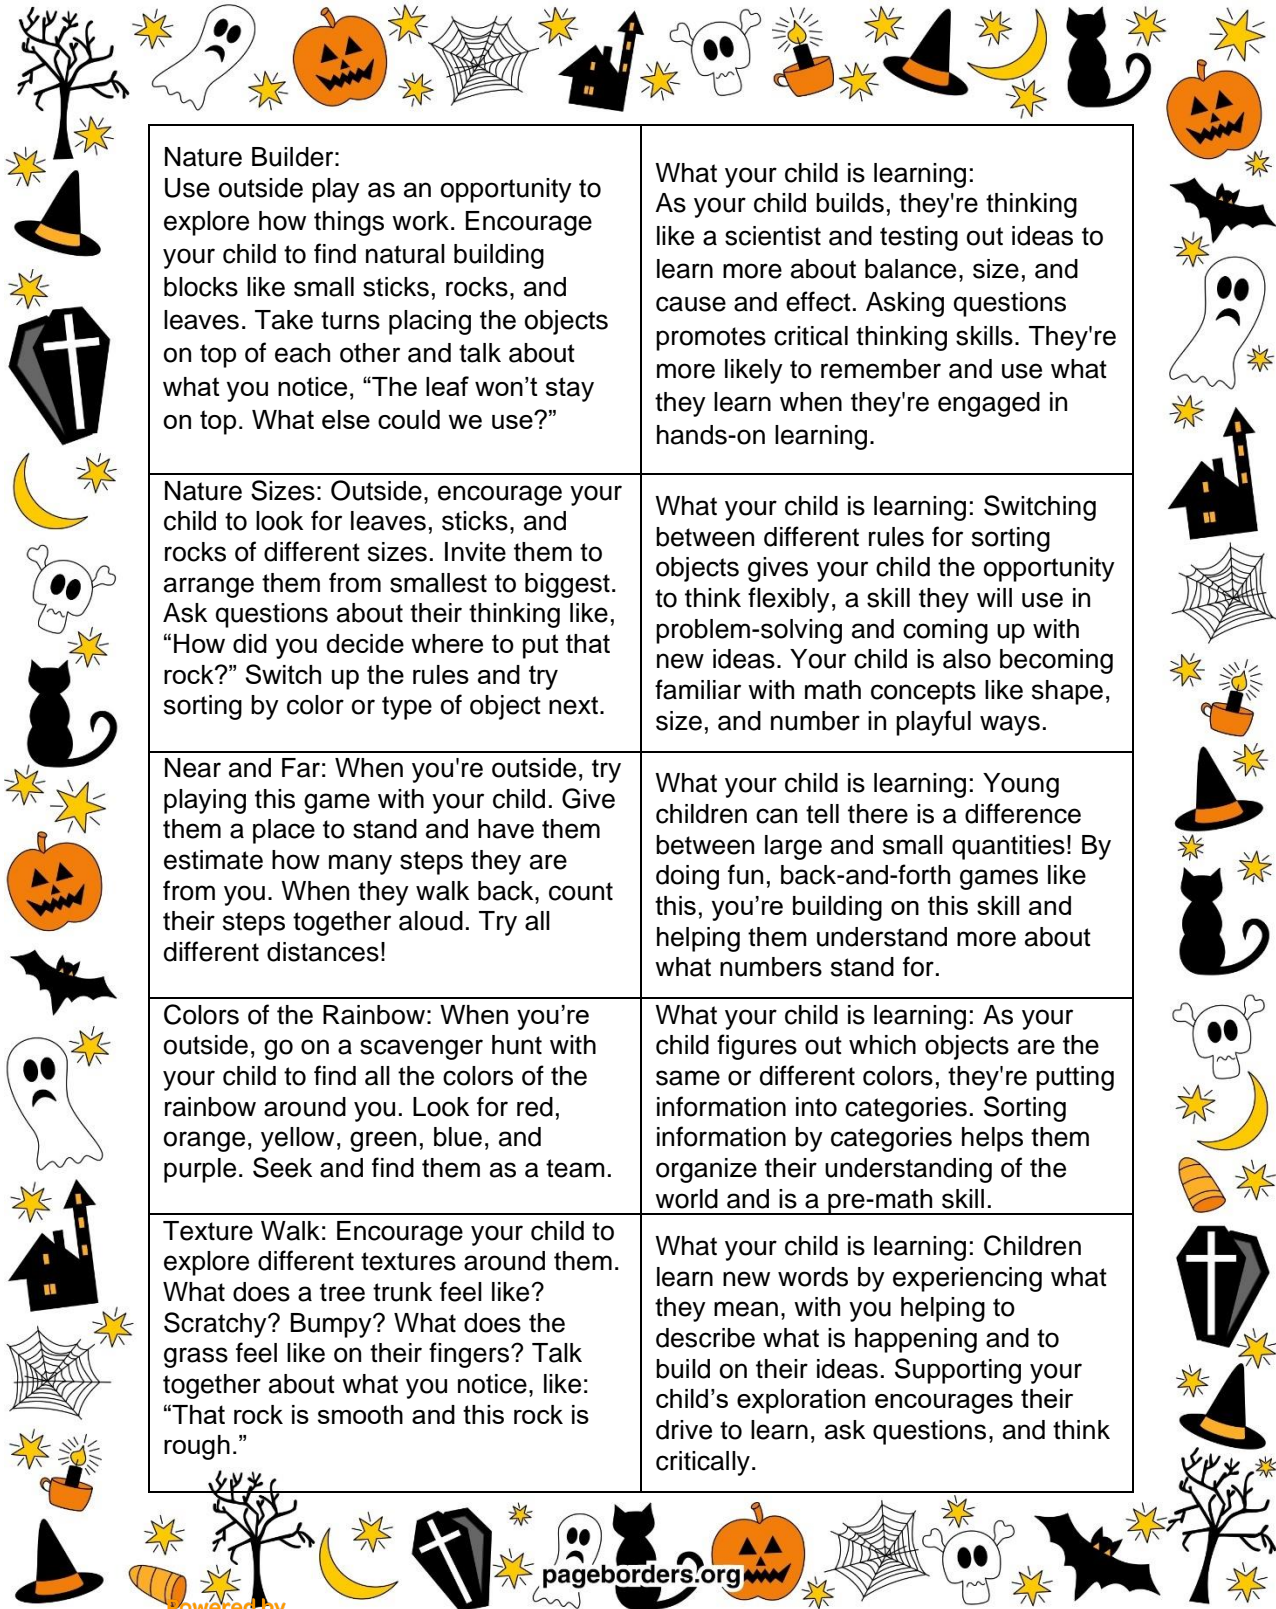 Nature Builder:
Use outside play as an opportunity to
explore how things work. Encourage
your child to find natural building
blocks like small sticks, rocks, and
leaves. Take turns placing the objects
on top of each other and talk about
what you notice, “The leaf won’t stay
on top. What else could we use?”
What your child is learning:
As your child builds, they're thinking
like a scientist and testing out ideas to
learn more about balance, size, and
cause and effect. Asking questions
promotes critical thinking skills. They're
more likely to remember and use what
they learn when they're engaged in
hands-on learning.
Nature Sizes: Outside, encourage your
child to look for leaves, sticks, and
rocks of different sizes. Invite them to
arrange them from smallest to biggest.
Ask questions about their thinking like,
“How did you decide where to put that
rock?” Switch up the rules and try
sorting by color or type of object next.
What your child is learning: Switching
between different rules for sorting
objects gives your child the opportunity
to think flexibly, a skill they will use in
problem-solving and coming up with
new ideas. Your child is also becoming
familiar with math concepts like shape,
size, and number in playful ways.
Near and Far: When you're outside, try
playing this game with your child. Give
them a place to stand and have them
estimate how many steps they are
from you. When they walk back, count
their steps together aloud. Try all
different distances!
What your child is learning: Young
children can tell there is a difference
between large and small quantities! By
doing fun, back-and-forth games like
this, you’re building on this skill and
helping them understand more about
what numbers stand for.
Colors of the Rainbow: When you’re
outside, go on a scavenger hunt with
your child to find all the colors of the
rainbow around you. Look for red,
orange, yellow, green, blue, and
purple. Seek and find them as a team.
What your child is learning: As your
child figures out which objects are the
same or different colors, they're putting
information into categories. Sorting
information by categories helps them
organize their understanding of the
world and is a pre-math skill.
Texture Walk: Encourage your child to
explore different textures around them.
What does a tree trunk feel like?
Scratchy? Bumpy? What does the
grass feel like on their fingers? Talk
together about what you notice, like:
“That rock is smooth and this rock is
rough.”
What your child is learning: Children
learn new words by experiencing what
they mean, with you helping to
describe what is happening and to
build on their ideas. Supporting your
child’s exploration encourages their
drive to learn, ask questions, and think
critically.
pageborders.org
Powered by